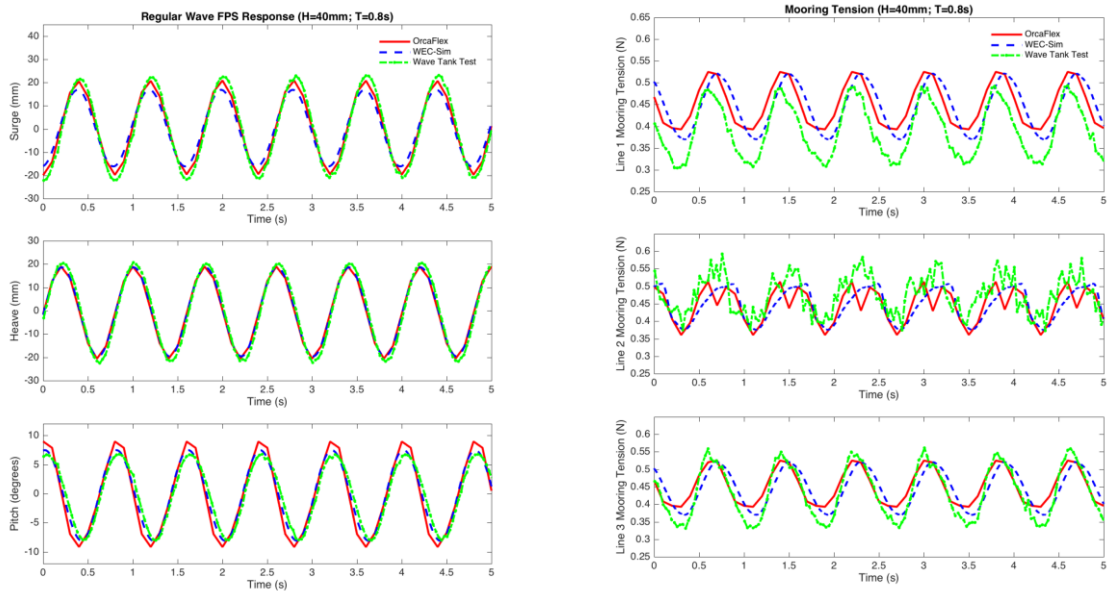 Regular Wave FPS Response (H=40mm; T=0.8s)
40
30
20
10
0
-10
-20
-30
Surge (mm)
OrcaFlex
WEC-Sim
Wave Tank Test
0 0.5 1 1.5 2 2.5 3 3.5 4 4.5 5
Time (s)
30
20
10
0
-10
-20
-30
Heave (mm)
0 0.5 1 1.5 2 2.5 3 3.5 4 4.5 5
Time (s)
10
5
0
-5
-10
Pitch (degrees)
0 0.5 1 1.5 2 2.5 3 3.5 4 4.5 5
Time (s)
Mooring Tension (H=40mm; T=0.8s)
0.65
0.6
0.55
0.5
0.45
0.4
0.35
0.3
0.25
Line 1 Mooring Tension (N)
OrcaFlex
WEC-Sim
Wave Tank Test
0 0.5 1 1.5 2 2.5 3 3.5 4 4.5 5
Time (s)
0.65
0.6
0.55
0.5
0.45
0.4
0.35
0.3
0.25
Line 2 Mooring Tension (N)
0 0.5 1 1.5 2 2.5 3 3.5 4 4.5 5
Time (s)
0.65
0.6
0.55
0.5
0.45
0.4
0.35
0.3
0.25
Line 3 Mooring Tension (N)
0 0.5 1 1.5 2 2.5 3 3.5 4 4.5 5
Time (s)